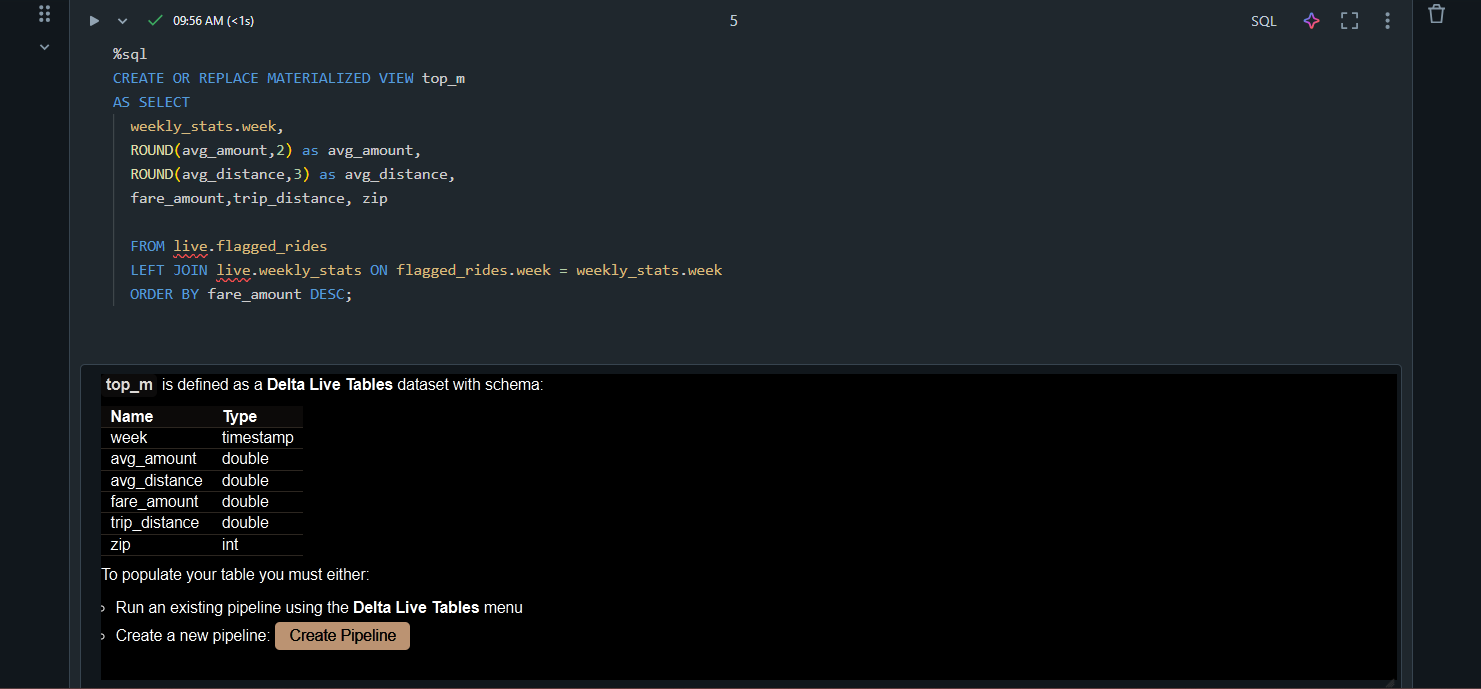 09:56 AM (<1s)
5
SQL
%sql
CREATE OR REPLACE MATERIALIZED VIEW top_m
AS SELECT
weekly_stats.week,
ROUND(avg_amount,2) as avg_amount,
ROUND(avg_distance,3) as avg_distance,
fare_amount,trip_distance, zip
FROM live.flagged_rides
LEFT JOIN live.weekly_stats ON flagged_rides.week = weekly_stats.week
ORDER BY fare_amount DESC;
top_m is defined as a Delta Live Tables dataset with schema:
Name Type
week timestamp
avg_amount double
avg_distance double
fare_amount double
trip_distance double
zip int
To populate your table you must either:
Run an existing pipeline using the Delta Live Tables menu
Create a new pipeline: Create Pipeline